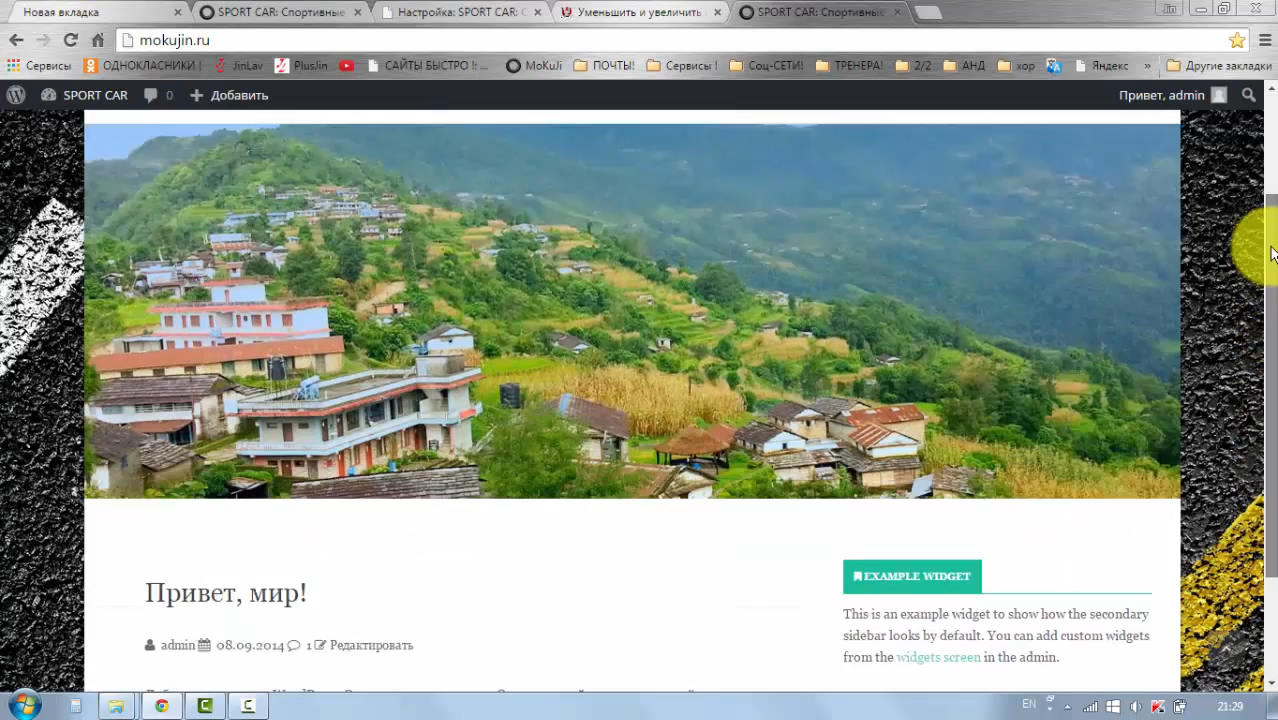 Новая вкладка
SPORT CAR: Спортивные
Настройка: SPORT CAR: С
Уменьшить и увеличить
SPORT CAR: Спортивные
Jin
mokujin.ru
Сервисы
ОДНОКЛАСНИКИ
JinLav
PlusJin
САЙТЫ БЫСТРО !: ...
MoKuJi
ПОЧТЫ!
Сервисы !
Соц-СЕТИ!
ТРЕНЕРА!
2/2
АНД
хор
Яндекс
»
Другие закладки
SPORT CAR
0
Добавить
Привет, admin
Привет, мир!
admin 08.09.2014 1 Редактировать
EXAMPLE WIDGET
This is an example widget to show how the secondary
sidebar looks by default. You can add custom widgets
from the widgets screen in the admin.
EN
21:29